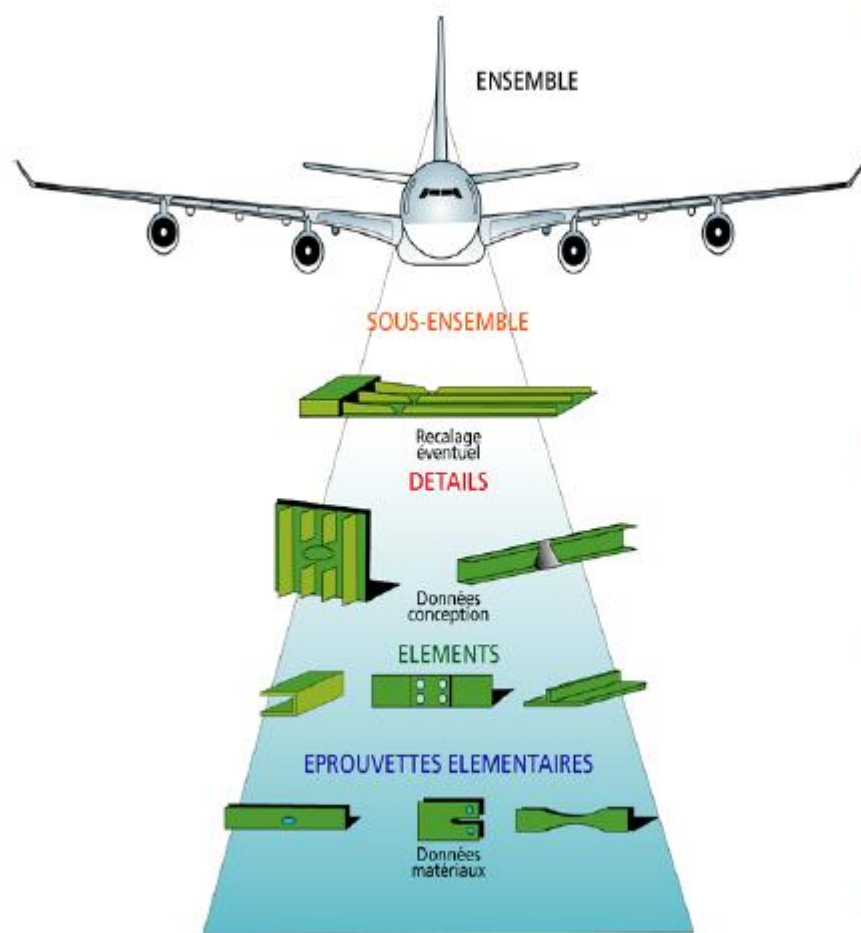 ENSEMBLE
SOUS-ENSEMBLE
Recalage
éventuel
DETAILS
Données
conception
ELEMENTS
EPROUVETTES ELEMENTAIRES
Données
matériaux